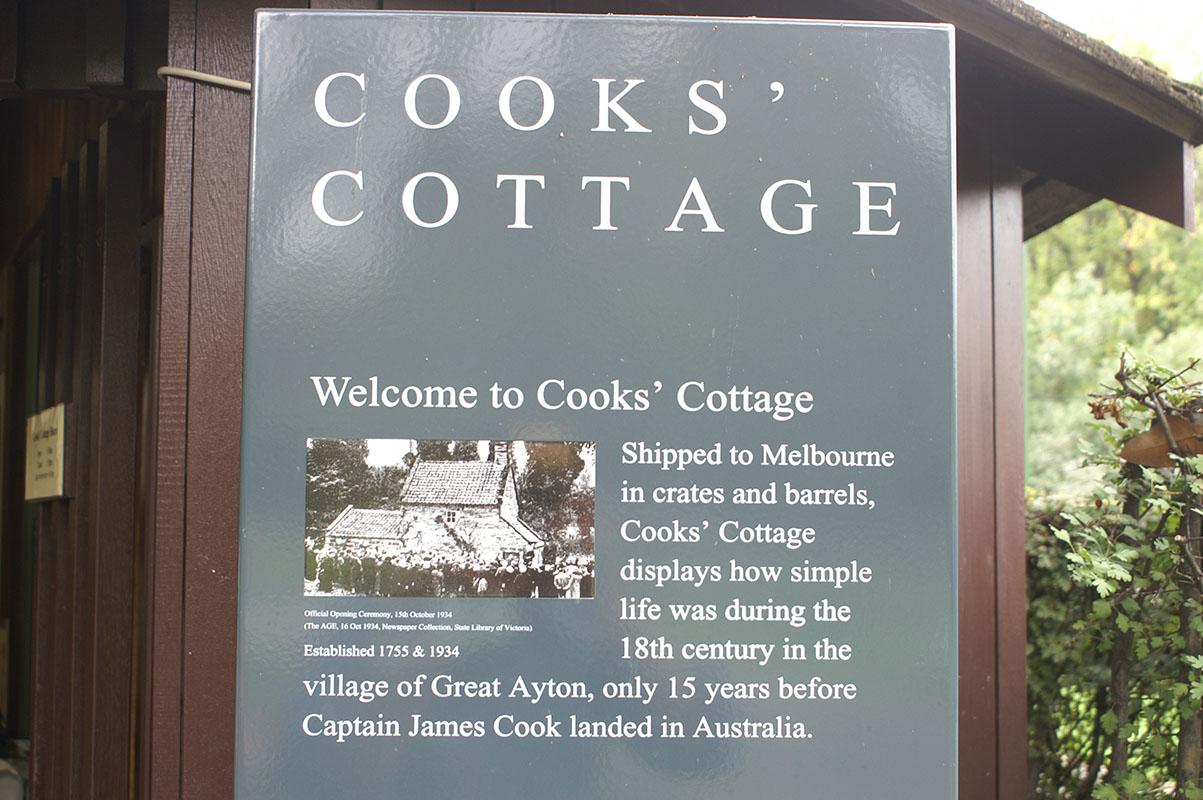 COOKS’
COTTAGE
Welcome to Cooks’ Cottage
Shipped to Melbourne
in crates and barrels,
Cooks’ Cottage
displays how simple
life was during the
18th century in the
village of Great Ayton, only 15 years before
Captain James Cook landed in Australia.
Official Opening Ceremony, 15th October 1934
(The AGE, 16 Oct 1934, Newspaper Collection, State Library of Victoria)
Established 1755 & 1934